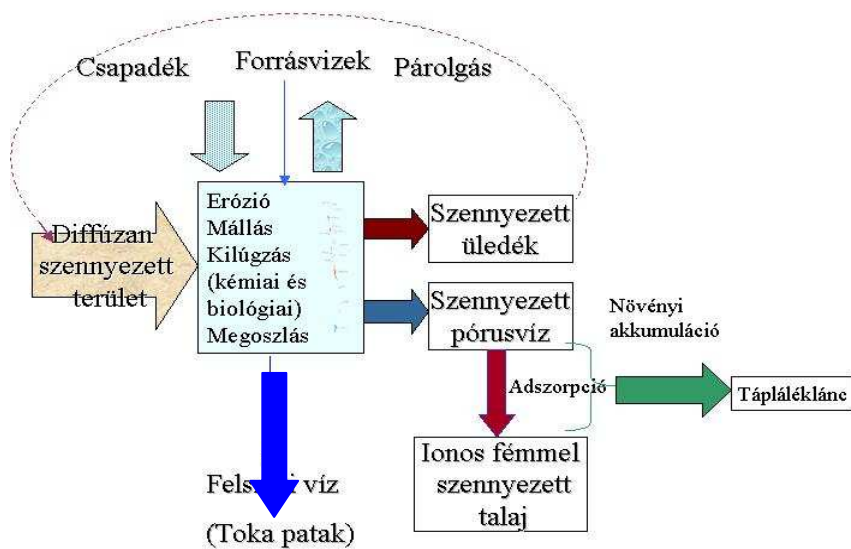 Csapadék
Forrásvizek
Párolgás
Diffúzan
szennyezett
terület
Erózió
Mállás
Kilúgzás
(kémiai és
biológiai)
Megoszlás
Szennyezett
üledék
Szennyezett
pórusvíz
Növényi
akkumuláció
Adszorpció
Tápláléklánc
Ionos fémmel
szennyezett
talaj
víz
(Toka patak)